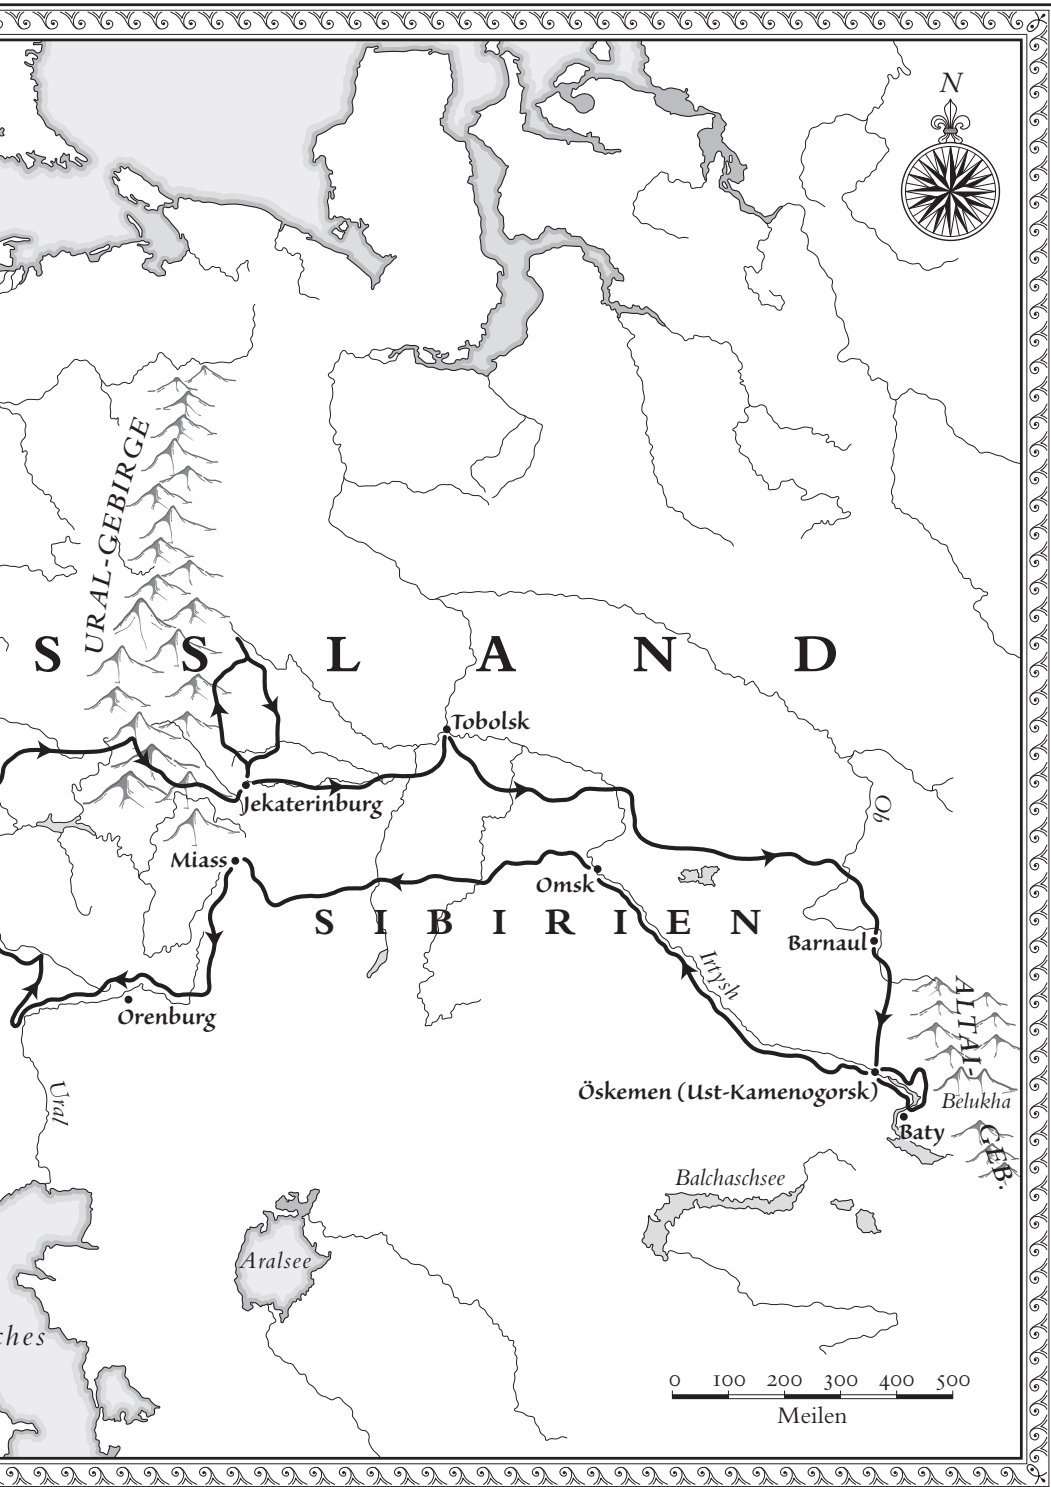 N
URAL-GEBIRGE
S S L A N D
Tobolsk
Jekaterinburg
Ob
Miass
Omsk
SIBIRIEN
Barnaul
Irtysh
ALTAI-
Orenburg
Öskemen (Ust-Kamenogorsk)
Belukha
Ural
Baty
GEB.
Balchaschsee
Aralsee
ches
0 100 200 300 400 500
Meilen